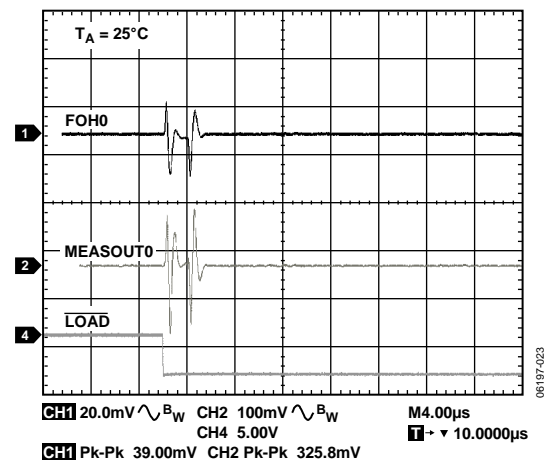 T_A = 25°C
FOH0
1
MEASOUT0
2
LOAD
4
06197-023
CH1 20.0mV B_W CH2 100mV B_W M4.00µs
CH4 5.00V T → ▼ 10.0000µs
CH1 Pk-Pk 39.00mV CH2 Pk-Pk 325.8mV